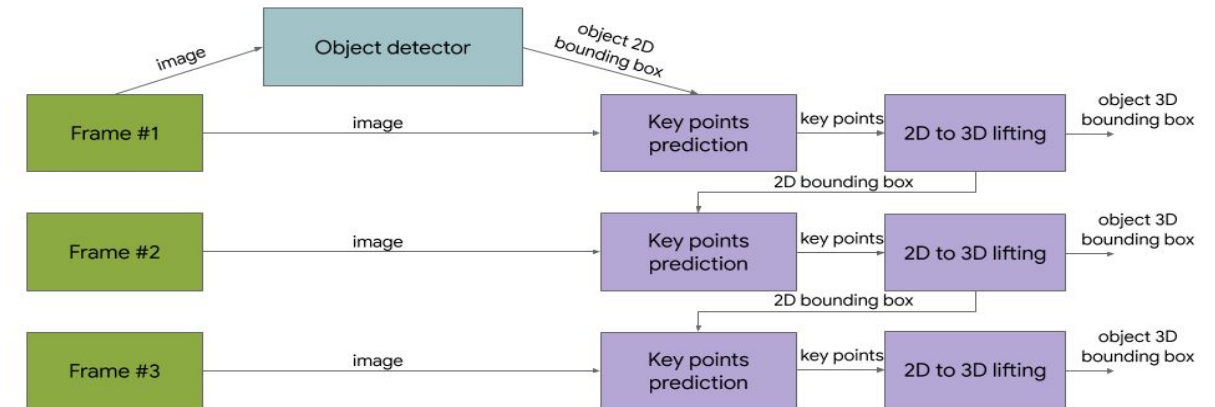 image
Object detector
object 2D
bounding box
Frame #1
image
Key points
prediction
key points
2D to 3D lifting
object 3D
bounding box
2D bounding box
Frame #2
image
Key points
prediction
key points
2D to 3D lifting
object 3D
bounding box
2D bounding box
Frame #3
image
Key points
prediction
key points
2D to 3D lifting
object 3D
bounding box